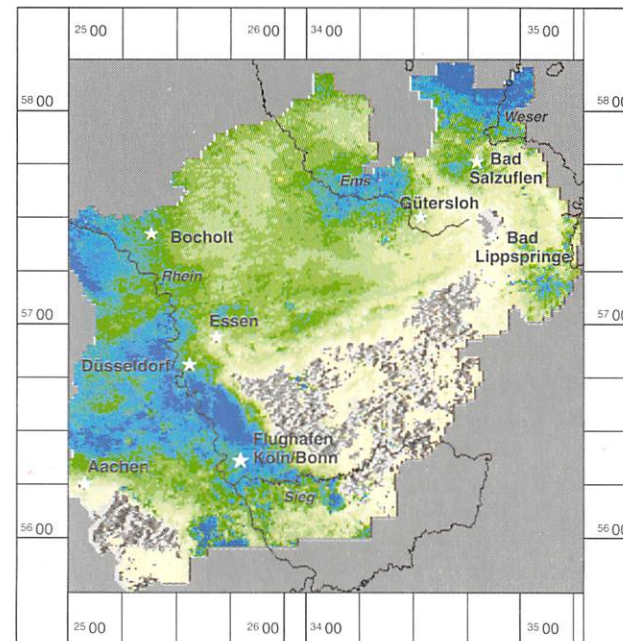 25 00
26 00
34 00
35 00
58 00
58 00
Weser
Bad
Salzuflen
Ems
Gütersloh
Bocholt
Bad
Lippspringe
Rhein
57 00
57 00
Essen
Düsseldorf
Flughafen
Köln/Bonn
Aachen
Sieg
56 00
56 00
25 00
26 00
34 00
35 00